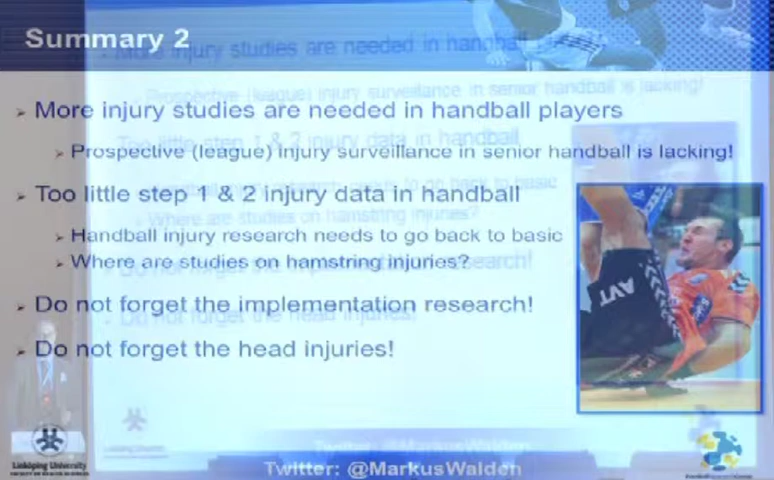 Summary 2
➤ More injury studies are needed in handball players
➤ Prospective (league) injury surveillance in senior handball is lacking!
➤ Too little step 1 & 2 injury data in handball
➤ Handball injury research needs to go back to basic
➤ Where are studies on hamstring injuries?
➤ Do not forget the implementation research!
➤ Do not forget the head injuries!
AVT
Linköping University
Twitter: @MarkusWalden